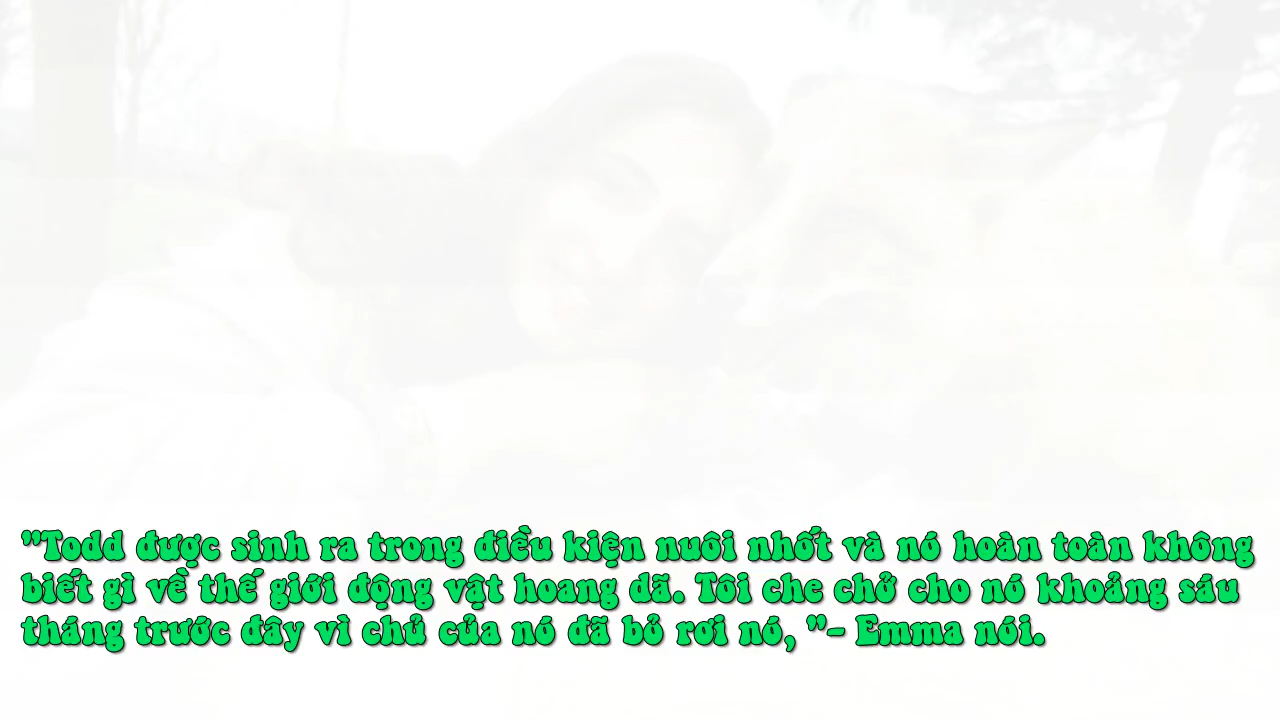 "Todd được sinh ra trong điều kiện nuôi nhốt và nó hoàn toàn không
biết gì về thế giới động vật hoang dã. Tôi che chở cho nó khoảng sáu
tháng trước đây vì chủ của nó đã bỏ rơi nó, "- Emma nói.